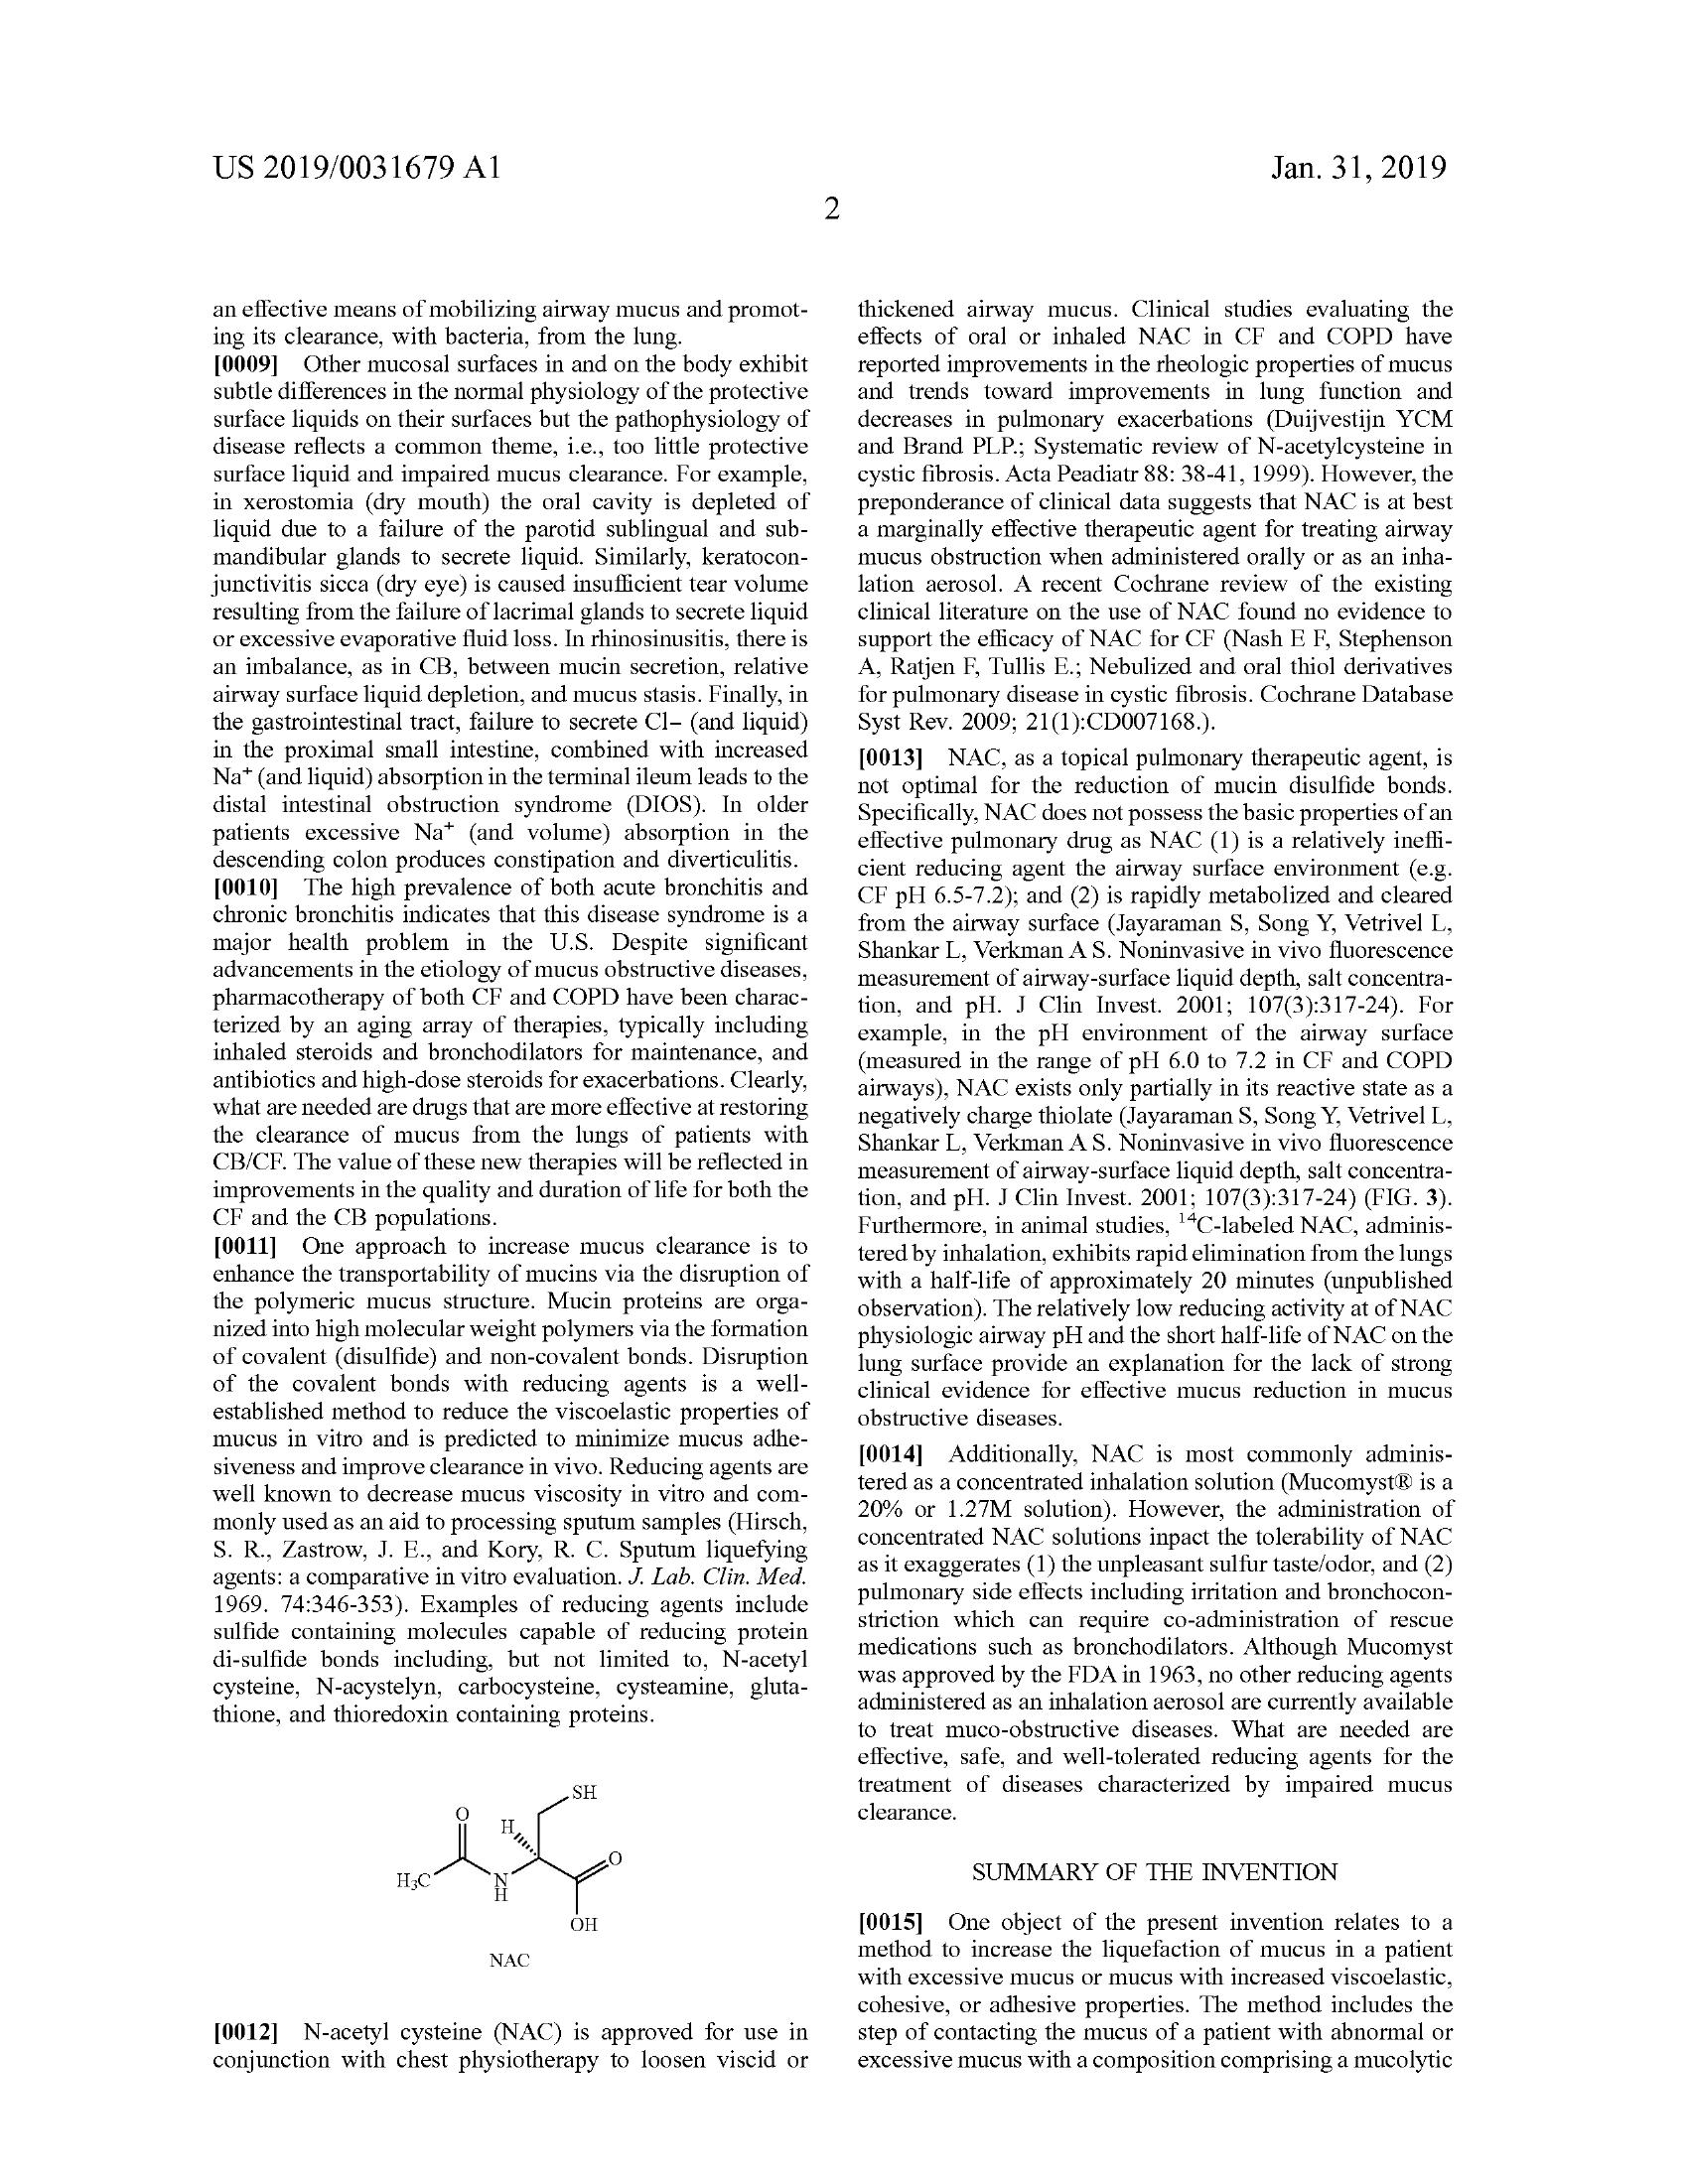 US 2019/0031679 A1
Jan. 31, 2019
2
an effective means of mobilizing airway mucus and promot-
ing its clearance, with bacteria, from the lung.
[0009] Other mucosal surfaces in and on the body exhibit
subtle differences in the normal physiology of the protective
surface liquids on their surfaces but the pathophysiology of
disease reflects a common theme, i.e., too little protective
surface liquid and impaired mucus clearance. For example,
in xerostomia (dry mouth) the oral cavity is depleted of
liquid due to a failure of the parotid sublingual and sub-
mandibular glands to secrete liquid. Similarly, keratocon-
junctivitis sicca (dry eye) is caused insufficient tear volume
resulting from the failure of lacrimal glands to secrete liquid
or excessive evaporative fluid loss. In rhinosinusitis, there is
an imbalance, as in CB, between mucin secretion, relative
airway surface liquid depletion, and mucus stasis. Finally, in
the gastrointestinal tract, failure to secrete Cl– (and liquid)
in the proximal small intestine, combined with increased
Na⁺ (and liquid) absorption in the terminal ileum leads to the
distal intestinal obstruction syndrome (DIOS). In older
patients excessive Na⁺ (and volume) absorption in the
descending colon produces constipation and diverticulitis.
[0010] The high prevalence of both acute bronchitis and
chronic bronchitis indicates that this disease syndrome is a
major health problem in the U.S. Despite significant
advancements in the etiology of mucus obstructive diseases,
pharmacotherapy of both CF and COPD have been charac-
terized by an aging array of therapies, typically including
inhaled steroids and bronchodilators for maintenance, and
antibiotics and high-dose steroids for exacerbations. Clearly,
what are needed are drugs that are more effective at restoring
the clearance of mucus from the lungs of patients with
CB/CF. The value of these new therapies will be reflected in
improvements in the quality and duration of life for both the
CF and the CB populations.
[0011] One approach to increase mucus clearance is to
enhance the transportability of mucins via the disruption of
the polymeric mucus structure. Mucin proteins are orga-
nized into high molecular weight polymers via the formation
of covalent (disulfide) and non-covalent bonds. Disruption
of the covalent bonds with reducing agents is a well-
established method to reduce the viscoelastic properties of
mucus in vitro and is predicted to minimize mucus adhe-
siveness and improve clearance in vivo. Reducing agents are
well known to decrease mucus viscosity in vitro and com-
monly used as an aid to processing sputum samples (Hirsch,
S. R., Zastrow, J. E., and Kory, R. C. Sputum liquefying
agents: a comparative in vitro evaluation. J. Lab. Clin. Med.
1969. 74:346-353). Examples of reducing agents include
sulfide containing molecules capable of reducing protein
di-sulfide bonds including, but not limited to, N-acetyl
cysteine, N-acystelyn, carbocysteine, cysteamine, gluta-
thione, and thioredoxin containing proteins.
SH
O
H
O
H₃C
N
H
OH
NAC
[0012] N-acetyl cysteine (NAC) is approved for use in
conjunction with chest physiotherapy to loosen viscid or
thickened airway mucus. Clinical studies evaluating the
effects of oral or inhaled NAC in CF and COPD have
reported improvements in the rheologic properties of mucus
and trends toward improvements in lung function and
decreases in pulmonary exacerbations (Duijvestijn YCM
and Brand PLP.; Systematic review of N-acetylcysteine in
cystic fibrosis. Acta Peadiatr 88: 38-41, 1999). However, the
preponderance of clinical data suggests that NAC is at best
a marginally effective therapeutic agent for treating airway
mucus obstruction when administered orally or as an inha-
lation aerosol. A recent Cochrane review of the existing
clinical literature on the use of NAC found no evidence to
support the efficacy of NAC for CF (Nash E F, Stephenson
A, Ratjen F, Tullis E.; Nebulized and oral thiol derivatives
for pulmonary disease in cystic fibrosis. Cochrane Database
Syst Rev. 2009; 21(1):CD007168.).
[0013] NAC, as a topical pulmonary therapeutic agent, is
not optimal for the reduction of mucin disulfide bonds.
Specifically, NAC does not possess the basic properties of an
effective pulmonary drug as NAC (1) is a relatively ineffi-
cient reducing agent the airway surface environment (e.g.
CF pH 6.5-7.2); and (2) is rapidly metabolized and cleared
from the airway surface (Jayaraman S, Song Y, Vetrivel L,
Shankar L, Verkman A S. Noninvasive in vivo fluorescence
measurement of airway-surface liquid depth, salt concentra-
tion, and pH. J Clin Invest. 2001; 107(3):317-24). For
example, in the pH environment of the airway surface
(measured in the range of pH 6.0 to 7.2 in CF and COPD
airways), NAC exists only partially in its reactive state as a
negatively charge thiolate (Jayaraman S, Song Y, Vetrivel L,
Shankar L, Verkman A S. Noninvasive in vivo fluorescence
measurement of airway-surface liquid depth, salt concentra-
tion, and pH. J Clin Invest. 2001; 107(3):317-24) (FIG. 3).
Furthermore, in animal studies, ¹⁴C-labeled NAC, adminis-
tered by inhalation, exhibits rapid elimination from the lungs
with a half-life of approximately 20 minutes (unpublished
observation). The relatively low reducing activity at of NAC
physiologic airway pH and the short half-life of NAC on the
lung surface provide an explanation for the lack of strong
clinical evidence for effective mucus reduction in mucus
obstructive diseases.
[0014] Additionally, NAC is most commonly adminis-
tered as a concentrated inhalation solution (Mucomyst® is a
20% or 1.27M solution). However, the administration of
concentrated NAC solutions inpact the tolerability of NAC
as it exaggerates (1) the unpleasant sulfur taste/odor, and (2)
pulmonary side effects including irritation and bronchocon-
striction which can require co-administration of rescue
medications such as bronchodilators. Although Mucomyst
was approved by the FDA in 1963, no other reducing agents
administered as an inhalation aerosol are currently available
to treat muco-obstructive diseases. What are needed are
effective, safe, and well-tolerated reducing agents for the
treatment of diseases characterized by impaired mucus
clearance.
SUMMARY OF THE INVENTION
[0015] One object of the present invention relates to a
method to increase the liquefaction of mucus in a patient
with excessive mucus or mucus with increased viscoelastic,
cohesive, or adhesive properties. The method includes the
step of contacting the mucus of a patient with abnormal or
excessive mucus with a composition comprising a mucolytic